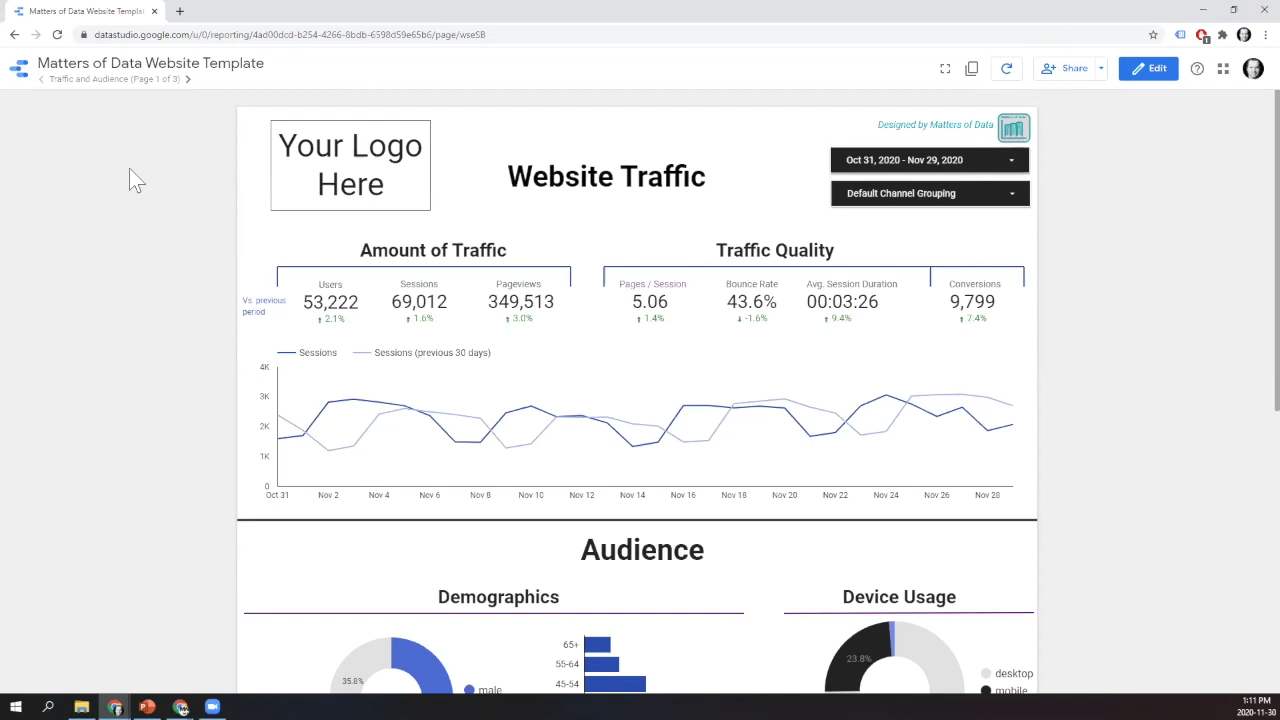 Matters of Data Website Templat
datastudio.google.com/u/0/reporting/4ad00dcd-b254-4266-8bdb-6598d59e65b6/page/wseSB
1
Matters of Data Website Template
Traffic and Audience (Page 1 of 3)
Share
Edit
Your Logo
Here
Website Traffic
Designed by Matters of Data
Oct 31, 2020 - Nov 29, 2020
Default Channel Grouping
Amount of Traffic
Traffic Quality
Vs. previous
period
Users
53,222
2.1%
Sessions
69,012
1.6%
Pageviews
349,513
3.0%
Pages / Session
5.06
1.4%
Bounce Rate
43.6%
-1.6%
Avg. Session Duration
00:03:26
9.4%
Conversions
9,799
7.4%
Sessions
Sessions (previous 30 days)
4K
3K
2K
1K
0
Oct 31 Nov 2 Nov 4 Nov 6 Nov 8 Nov 10 Nov 12 Nov 14 Nov 16 Nov 18 Nov 20 Nov 22 Nov 24 Nov 26 Nov 28
Audience
Demographics
Device Usage
35.8%
male
65+
55-64
45-54
23.8%
desktop
mobile
1:11 PM
2020-11-30